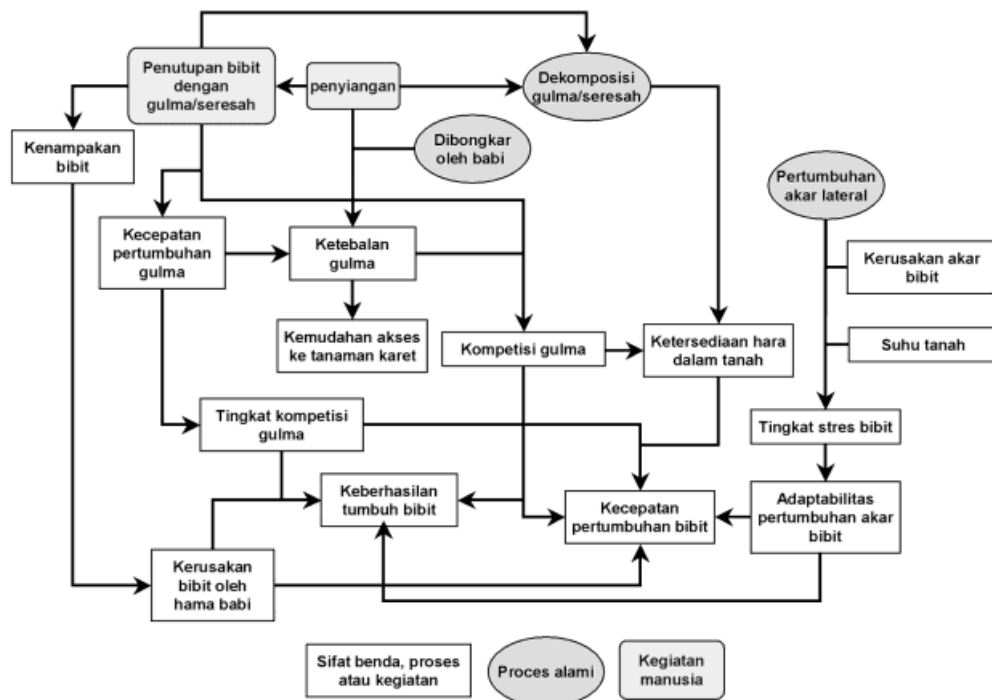 Penutupan bibit
dengan
gulma/seresah
penyiangan
Dekomposisi
gulma/seresah
Kenampakan
bibit
Dibongkar
oleh babi
Pertumbuhan
akar lateral
Kecepatan
pertumbuhan
gulma
Ketebalan
gulma
Kerusakan akar
bibit
Kemudahan akses
ke tanaman karet
Kompetisi gulma
Ketersediaan hara
dalam tanah
Suhu tanah
Tingkat kompetisi
gulma
Tingkat stres bibit
Keberhasilan
tumbuh bibit
Kecepatan
pertumbuhan bibit
Adaptabilitas
pertumbuhan akar
bibit
Kerusakan
bibit oleh
hama babi
Sifat benda, proses
atau kegiatan
Proces alami
Kegiatan
manusia